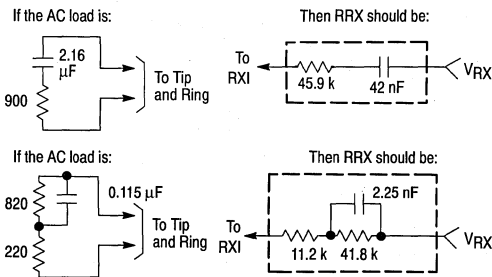 If the AC load is:
2.16
µF
900
To Tip
and Ring
Then RRX should be:
To
RXI
45.9 k
42 nF
VRX
If the AC load is:
820
0.115 µF
220
To Tip
and Ring
Then RRX should be:
2.25 nF
To
RXI
11.2 k
41.8 k
VRX